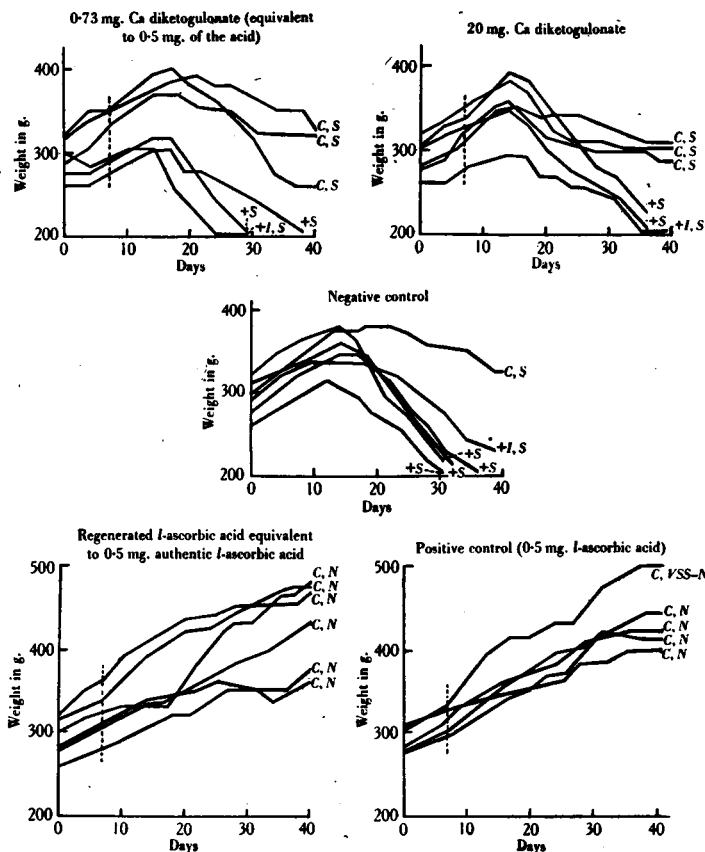 0·73 mg. Ca diketogulonate (equivalent
to 0·5 mg. of the acid)
400
300
200
Weight in g.
0 10 20 30 40
Days
C, S
C, S
C, S
+S
+I, S
+S
20 mg. Ca diketogulonate
400
300
200
Weight in g.
0 10 20 30 40
Days
C, S
C, S
C, S
+S
+S
+I, S
Negative control
400
300
200
Weight in g.
0 10 20 30 40
Days
C, S
+I, S
+S
+S
+S
+S
Regenerated l-ascorbic acid equivalent
to 0·5 mg. authentic l-ascorbic acid
500
400
300
200
Weight in g.
0 10 20 30 40
Days
C, N
C, N
C, N
C, N
C, N
C, N
Positive control (0·5 mg. l-ascorbic acid)
500
400
300
200
Weight in g.
0 10 20 30 40
Days
C, VSS–N
C, N
C, N
C, N
C, N